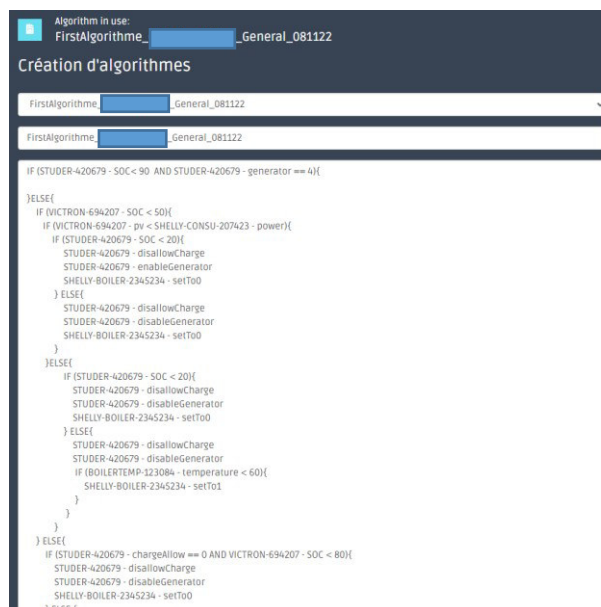 Algorithm in use:
FirstAlgorithme_ _General_081122
Création d'algorithmes
FirstAlgorithme_ _General_081122
FirstAlgorithme_ _General_081122
IF (STUDER-420679 - SOC< 90 AND STUDER-420679 - generator == 4){
}ELSE{
IF (VICTRON-694207 - SOC < 50){
IF (VICTRON-694207 - pv < SHELLY-CONSU-207423 - power){
IF (STUDER-420679 - SOC < 20){
STUDER-420679 - disallowCharge
STUDER-420679 - enableGenerator
SHELLY-BOILER-2345234 - setTo0
} ELSE{
STUDER-420679 - disallowCharge
STUDER-420679 - disableGenerator
SHELLY-BOILER-2345234 - setTo0
}
}ELSE{
IF (STUDER-420679 - SOC < 20){
STUDER-420679 - disallowCharge
STUDER-420679 - disableGenerator
SHELLY-BOILER-2345234 - setTo0
} ELSE{
STUDER-420679 - disallowCharge
STUDER-420679 - disableGenerator
IF (BOILERTEMP-123084 - temperature < 60){
SHELLY-BOILER-2345234 - setTo1
}
}
}
} ELSE{
IF (STUDER-420679 - chargeAllow == 0 AND VICTRON-694207 - SOC < 80){
STUDER-420679 - disallowCharge
STUDER-420679 - disableGenerator
SHELLY-BOILER-2345234 - setTo0
} ELSE{